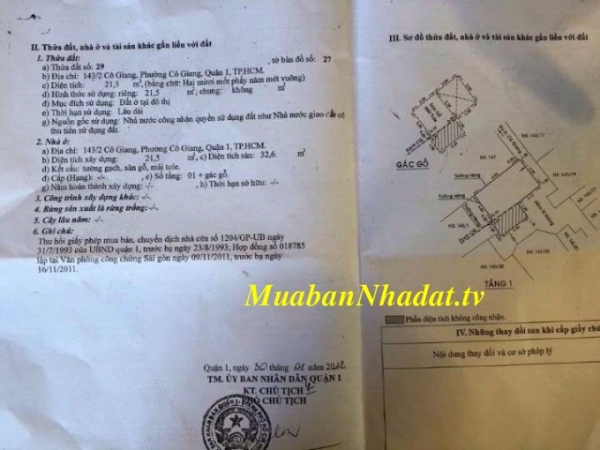 II. Thửa đất, nhà ở và tài sản khác gắn liền với đất
1. Thửa đất:
a) Thửa đất số: 29 , tờ bản đồ số: 27
b) Địa chỉ: 143/2 Cô Giang, Phường Cô Giang, Quận 1, TP.HCM.
c) Diện tích: 21,5 m², (bằng chữ: Hai mươi mốt phẩy năm mét vuông)
d) Hình thức sử dụng: riêng: 21,5 m², chung: không m²
đ) Mục đích sử dụng: Đất ở tại đô thị
e) Thời hạn sử dụng: Lâu dài
g) Nguồn gốc sử dụng: Nhà nước công nhận quyền sử dụng đất như Nhà nước giao đất có
thu tiền sử dụng đất.
2. Nhà ở:
a) Địa chỉ: 143/2 Cô Giang, Phường Cô Giang, Quận 1, TP.HCM.
b) Diện tích xây dựng: 21,5 m², c) Diện tích sàn: 32,6. m²
d) Kết cấu: tường gạch, sàn gỗ, mái tole.
đ) Cấp (Hạng): -/- e) Số tầng: 01 + gác gỗ.
g) Năm hoàn thành xây dựng: -/- , h) Thời hạn sở hữu: -/-
3. Công trình xây dựng khác: -/-
4. Rừng sản xuất là rừng trồng: -/-
5. Cây lâu năm: -/-
6. Ghi chú:
Thu hồi giấy phép mua bán, chuyển dịch nhà cửa số 1204/GP-UB ngày
31/7/1993 của UBND quận 1, trước bạ ngày 23/8/1993; Hợp đồng số 018785
lập tại Văn phòng công chứng Sài gòn ngày 09/11/2011, trước bạ ngày
16/11/2011.
Quận 1, ngày 30 tháng 01 năm 2012
TM. ỦY BAN NHÂN DÂN QUẬN 1
KT. CHỦ TỊCH
PHÓ CHỦ TỊCH
III. Sơ đồ thửa đất, nhà ở và tài sản khác gắn liền với đất
GÁC GỖ
TẦNG 1
Phần diện tích không công nhận.
IV. Những thay đổi sau khi cấp giấy
Nội dung thay đổi và cơ sở pháp lý
MuabanNhadat.tv